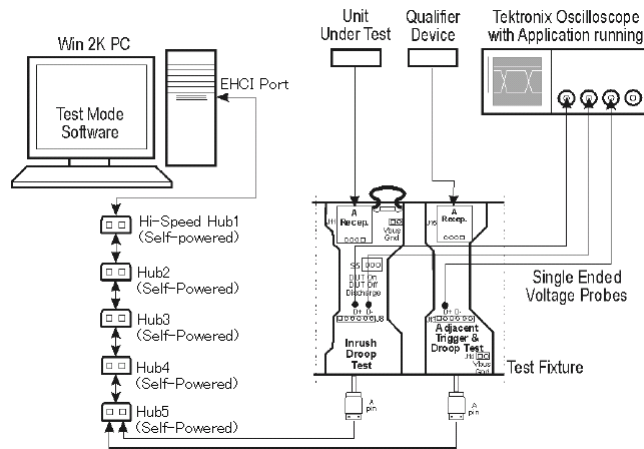 Unit
Under Test
Qualifier
Device
Tektronix Oscilloscope
with Application running
Win 2K PC
EHCI Port
Test Mode
Software
A
Recep.
Vbus
Gnd
A
Recep.
Hi-Speed Hub1
(Self-powered)
S5
DUT On
DUT Off
Discharge
Hub2
(Self-Powered)
Single Ended
Voltage Probes
Hub3
(Self-Powered)
D+ D-
J8
D+ D-
Inrush
Droop
Test
Adjacent
Trigger &
Droop Test
Vbus
Gnd
Test Fixture
Hub4
(Self-Powered)
Hub5
(Self-Powered)
A
pin
A
pin